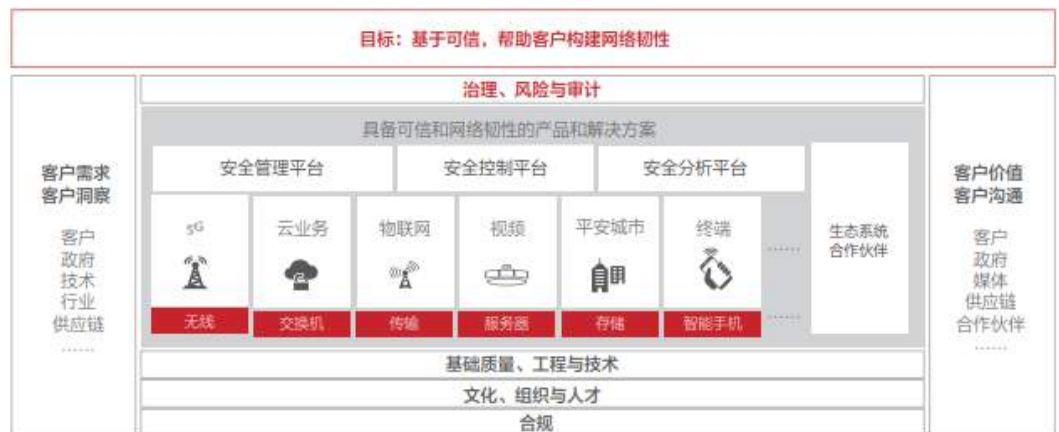 目标：基于可信，帮助客户构建网络韧性
治理、风险与审计
客户需求
客户洞察
客户
政府
技术
行业
供应链
......
具备可信和网络韧性的产品和解决方案
安全管理平台
安全控制平台
安全分析平台
5G
云业务
物联网
视频
平安城市
终端
......
无线
交换机
传输
服务器
存储
智能手机
......
生态系统
合作伙伴
基础质量、工程与技术
文化、组织与人才
合规
客户价值
客户沟通
客户
政府
媒体
供应链
合作伙伴
......